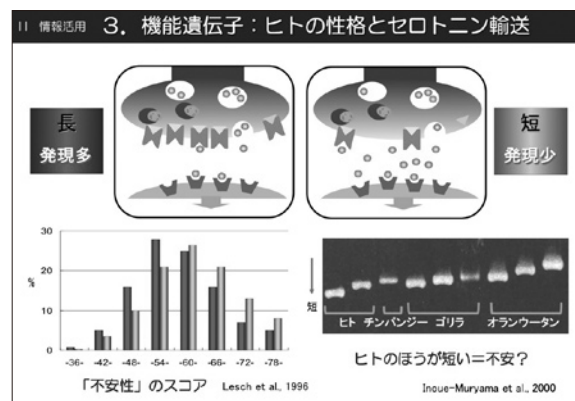 II 情報活用 3. 機能遺伝子：ヒトの性格とセロトニン輸送
長
発現多
短
発現少
30
20
10
0
%
-36- -42- -48- -54- -60- -66- -72- -78-
「不安性」のスコア Lesch et al., 1996
短
ヒト チンパンジー ゴリラ オランウータン
ヒトのほうが短い＝不安？
Inoue-Muryama et al., 2000